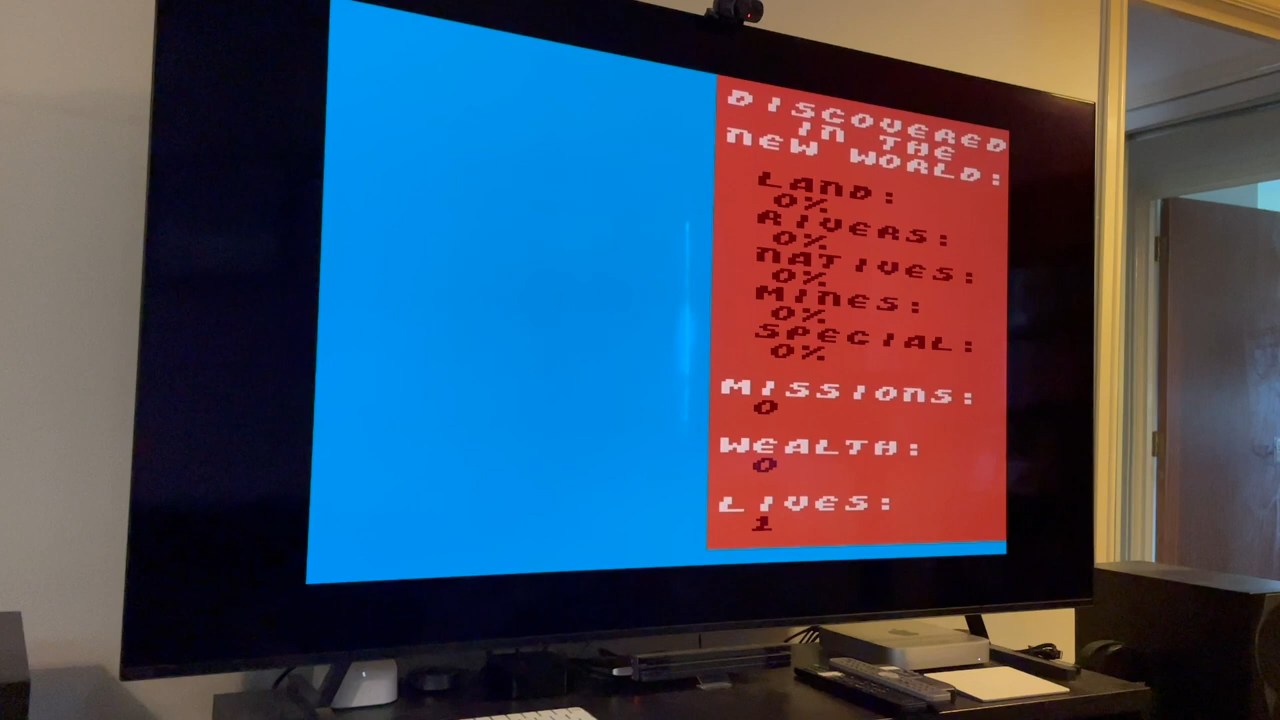 DISCOVERED
IN THE
NEW WORLD:
LAND:
0%
RIVERS:
0%
NATIVES:
0%
MINES:
0%
SPECIAL:
0%
MISSIONS:
0
WEALTH:
0
LIVES:
1